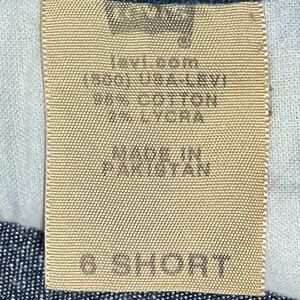 levi.com
(800) USA-LEVI
98% COTTON
2% LYCRA
MADE IN
PAKISTAN
6 SHORT